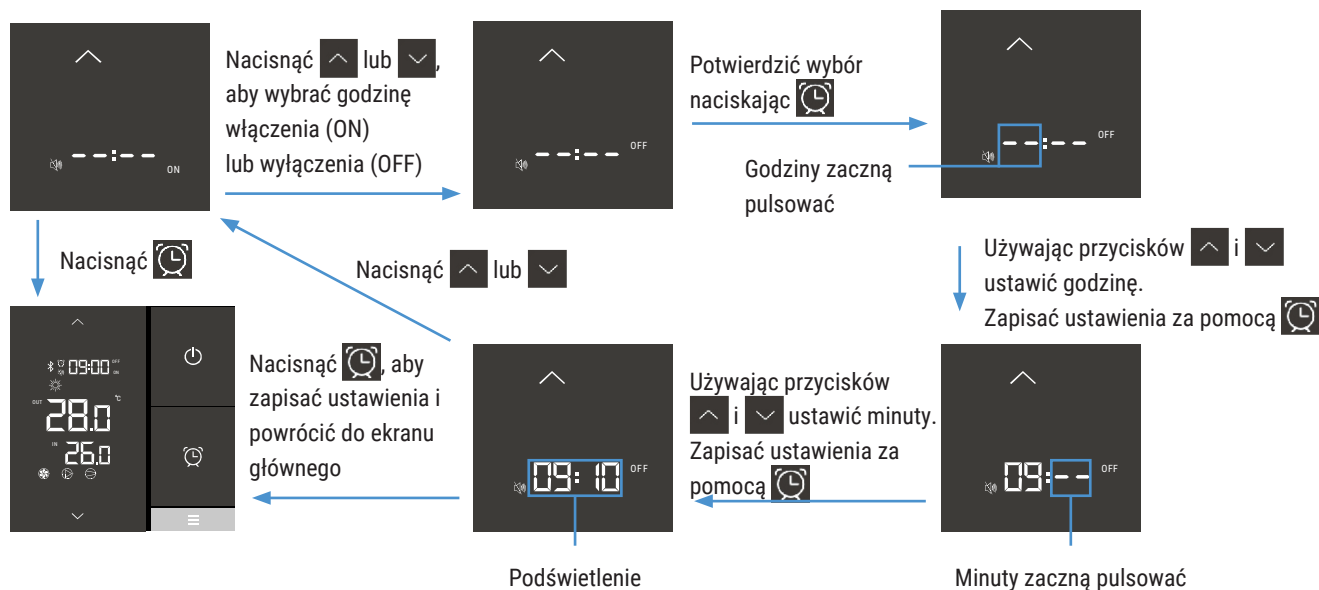 Nacisnąć lub ,
aby wybrać godzinę
włączenia (ON)
lub wyłączenia (OFF)
--:-- ON
--:-- OFF
Potwierdzić wybór
naciskając
Godziny zaczną
pulsować
--:-- OFF
Nacisnąć
Nacisnąć lub
Używając przycisków i
ustawić godzinę.
Zapisać ustawienia za pomocą
09:00 OFF
ON
OUT 28.0 °C
IN 26.0
Nacisnąć , aby
zapisać ustawienia i
powrócić do ekranu
głównego
09:10 OFF
Podświetlenie
Używając przycisków
i ustawić minuty.
Zapisać ustawienia za
pomocą
09:-- OFF
Minuty zaczną pulsować